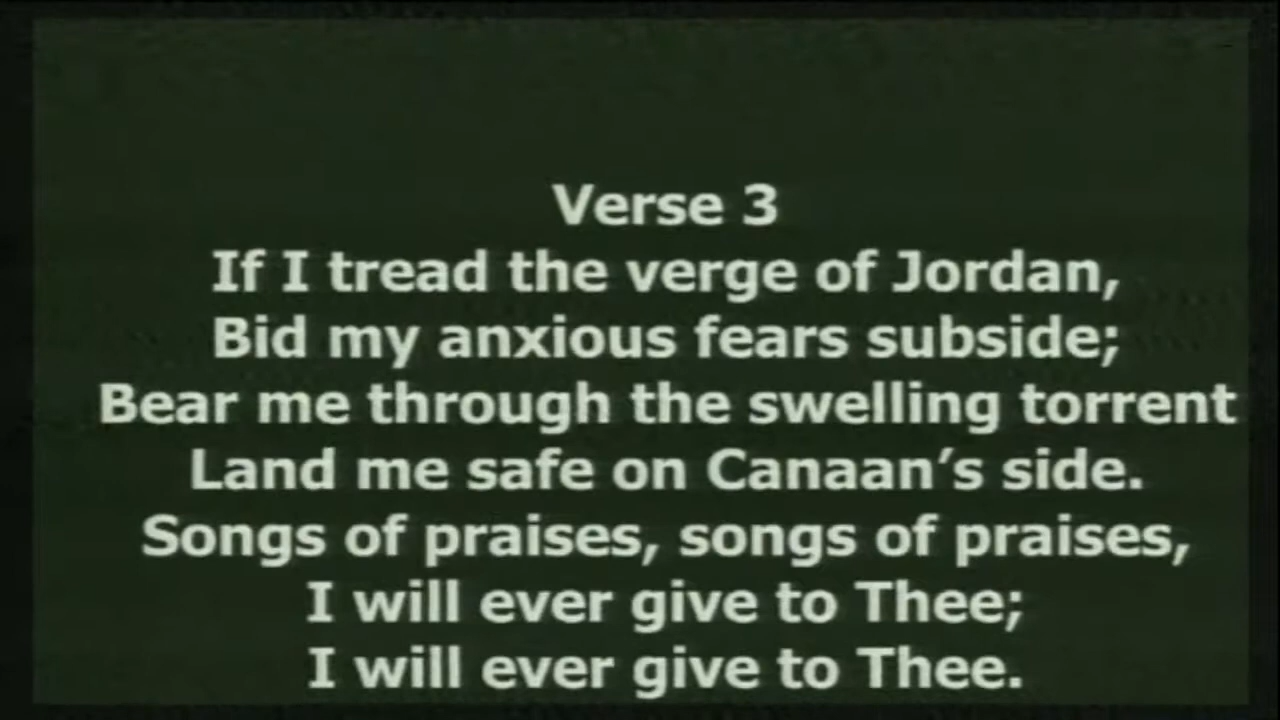 Verse 3
If I tread the verge of Jordan,
Bid my anxious fears subside;
Bear me through the swelling torrent
Land me safe on Canaan’s side.
Songs of praises, songs of praises,
I will ever give to Thee;
I will ever give to Thee.